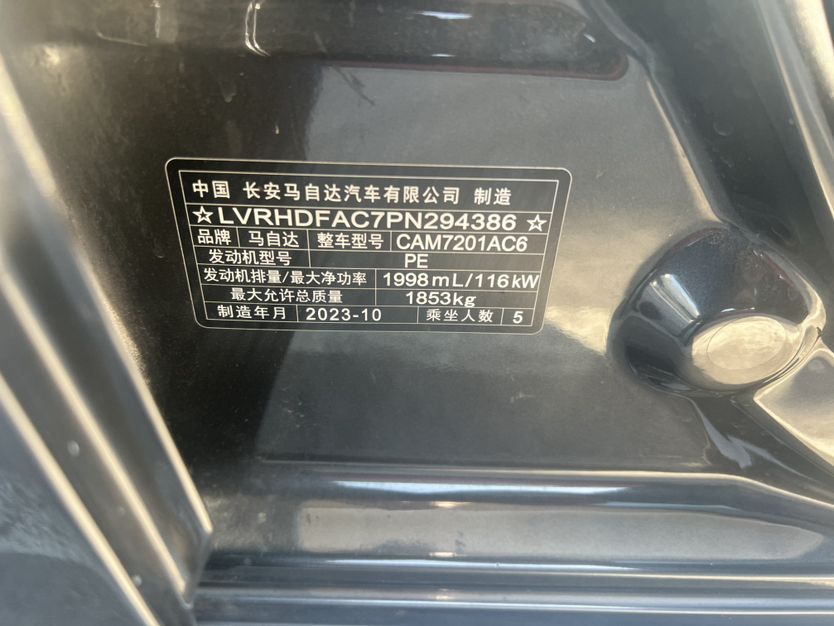 中国 长安马自达汽车有限公司 制造
☆LVRHDFAC7PN294386☆
品牌 马自达 整车型号 CAM7201AC6
发动机型号 PE
发动机排量/最大净功率 1998mL/116kW
最大允许总质量 1853kg
制造年月 2023-10 乘坐人数 5